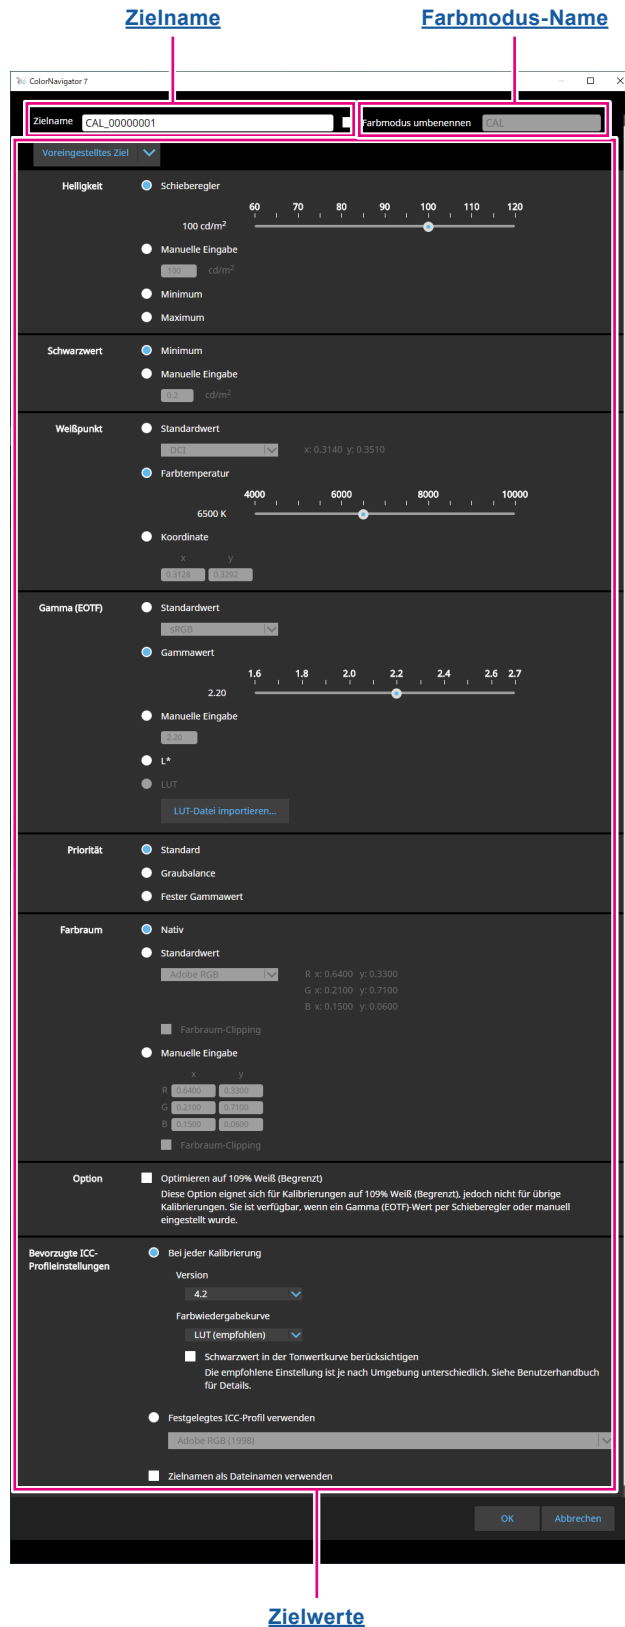 Zielname Farbmodus-Name
ColorNavigator 7
Zielname CAL_00000001 Farbmodus umbenennen CAL
Voreingestelltes Ziel
Helligkeit Schieberegler
60 70 80 90 100 110 120
100 cd/m²
Manuelle Eingabe
100 cd/m²
Minimum
Maximum
Schwarzwert Minimum
Manuelle Eingabe
0.2 cd/m²
Weißpunkt Standardwert
DCI x: 0.3140 y: 0.3510
Farbtemperatur
4000 6000 8000 10000
6500 K
Koordinate
x y
0.3128 0.3292
Gamma (EOTF) Standardwert
sRGB
Gammawert
1.6 1.8 2.0 2.2 2.4 2.6 2.7
2.20
Manuelle Eingabe
2.20
L*
LUT
LUT-Datei importieren...
Priorität Standard
Graubalance
Fester Gammawert
Farbraum Nativ
Standardwert
Adobe RGB R x: 0.6400 y: 0.3300
G x: 0.2100 y: 0.7100
B x: 0.1500 y: 0.0600
Farbraum-Clipping
Manuelle Eingabe
x y
R 0.6400 0.3300
G 0.2100 0.7100
B 0.1500 0.0600
Farbraum-Clipping
Option Optimieren auf 109% Weiß (Begrenzt)
Diese Option eignet sich für Kalibrierungen auf 109% Weiß (Begrenzt), jedoch nicht für übrige
Kalibrierungen. Sie ist verfügbar, wenn ein Gamma (EOTF)-Wert per Schieberegler oder manuell
eingestellt wurde.
Bevorzugte ICC- Bei jeder Kalibrierung
Profileinstellungen
Version
4.2
Farbwiedergabekurve
LUT (empfohlen)
Schwarzwert in der Tonwertkurve berücksichtigen
Die empfohlene Einstellung ist je nach Umgebung unterschiedlich. Siehe Benutzerhandbuch
für Details.
Festgelegtes ICC-Profil verwenden
Adobe RGB (1998)
Zielnamen als Dateinamen verwenden
OK Abbrechen
Zielwerte